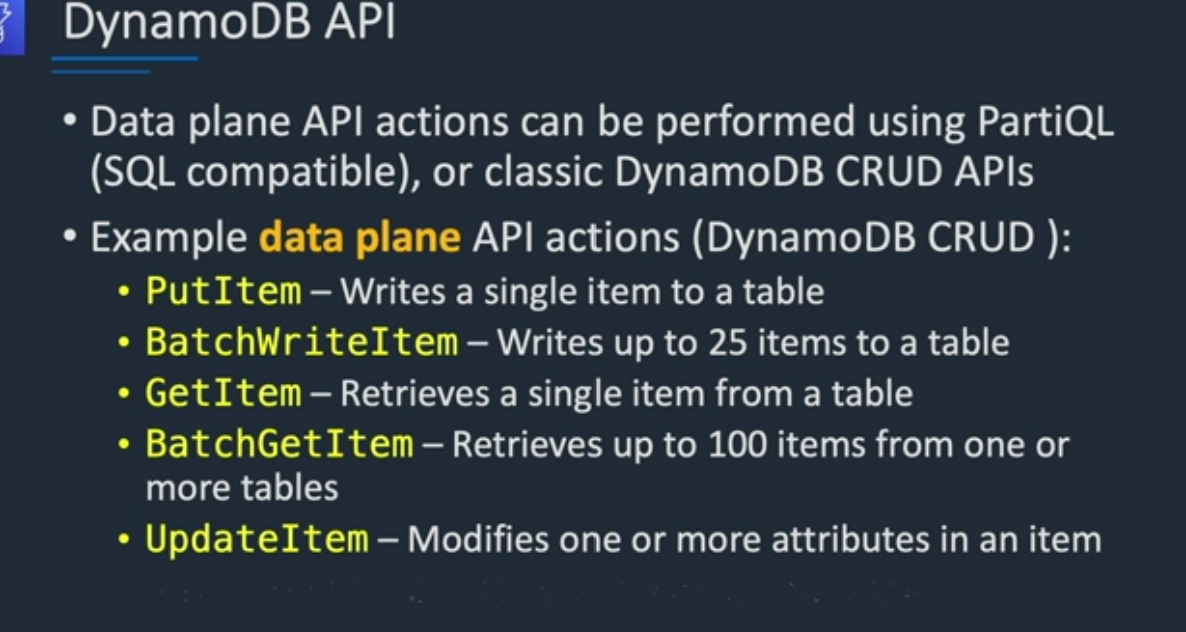 DynamoDB API
• Data plane API actions can be performed using PartiQL
(SQL compatible), or classic DynamoDB CRUD APIs
• Example data plane API actions (DynamoDB CRUD ):
• PutItem – Writes a single item to a table
• BatchWriteItem – Writes up to 25 items to a table
• GetItem – Retrieves a single item from a table
• BatchGetItem – Retrieves up to 100 items from one or
more tables
• UpdateItem – Modifies one or more attributes in an item